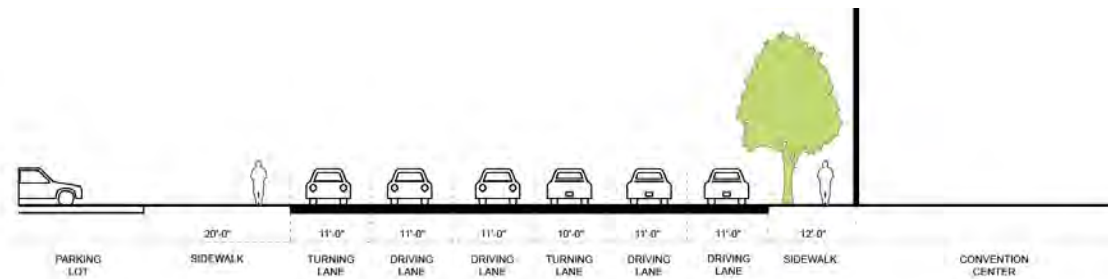 20'-0" 11'-0" 11'-0" 11'-0" 10'-0" 11'-0" 11'-0" 12'-0"
PARKING LOT
SIDEWALK
TURNING LANE
DRIVING LANE
DRIVING LANE
TURNING LANE
DRIVING LANE
DRIVING LANE
SIDEWALK
CONVENTION CENTER